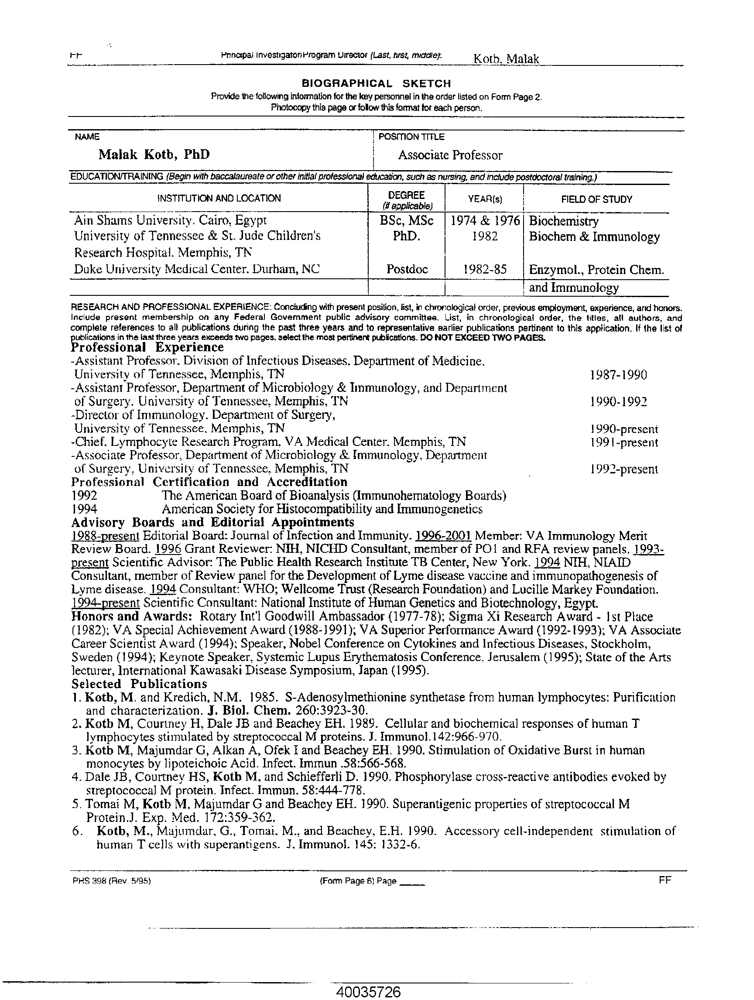 FF Principal Investigator/Program Director (Last, first, middle): Kotb, Malak
BIOGRAPHICAL SKETCH
Provide the following information for the key personnel in the order listed on Form Page 2.
Photocopy this page or follow this format for each person.
NAME POSITION TITLE
Malak Kotb, PhD Associate Professor
EDUCATION/TRAINING (Begin with baccalaureate or other initial professional education, such as nursing, and include postdoctoral training.)
INSTITUTION AND LOCATION DEGREE (if applicable) YEAR(s) FIELD OF STUDY
Ain Shams University, Cairo, Egypt BSc, MSc 1974 & 1976 Biochemistry
University of Tennessee & St. Jude Children's PhD. 1982 Biochem & Immunology
Research Hospital, Memphis, TN
Duke University Medical Center, Durham, NC Postdoc 1982-85 Enzymol., Protein Chem.
and Immunology
RESEARCH AND PROFESSIONAL EXPERIENCE: Concluding with present position, list, in chronological order, previous employment, experience, and honors.
Include present membership on any Federal Government public advisory committee. List, in chronological order, the titles, all authors, and
complete references to all publications during the past three years and to representative earlier publications pertinent to this application. If the list of
publications in the last three years exceeds two pages, select the most pertinent publications. DO NOT EXCEED TWO PAGES.
Professional Experience
-Assistant Professor, Division of Infectious Diseases, Department of Medicine,
University of Tennessee, Memphis, TN 1987-1990
-Assistant Professor, Department of Microbiology & Immunology, and Department
of Surgery, University of Tennessee, Memphis, TN 1990-1992
-Director of Immunology, Department of Surgery,
University of Tennessee, Memphis, TN 1990-present
-Chief, Lymphocyte Research Program, VA Medical Center, Memphis, TN 1991-present
-Associate Professor, Department of Microbiology & Immunology, Department
of Surgery, University of Tennessee, Memphis, TN 1992-present
Professional Certification and Accreditation
1992 The American Board of Bioanalysis (Immunohematology Boards)
1994 American Society for Histocompatibility and Immunogenetics
Advisory Boards and Editorial Appointments
1988-present Editorial Board: Journal of Infection and Immunity. 1996-2001 Member: VA Immunology Merit
Review Board. 1996 Grant Reviewer: NIH, NICHD Consultant, member of PO1 and RFA review panels. 1993-
present Scientific Advisor: The Public Health Research Institute TB Center, New York. 1994 NIH, NIAID
Consultant, member of Review panel for the Development of Lyme disease vaccine and immunopathogenesis of
Lyme disease. 1994 Consultant: WHO; Wellcome Trust (Research Foundation) and Lucille Markey Foundation.
1994-present Scientific Consultant: National Institute of Human Genetics and Biotechnology, Egypt.
Honors and Awards: Rotary Int'l Goodwill Ambassador (1977-78); Sigma Xi Research Award - 1st Place
(1982); VA Special Achievement Award (1988-1991); VA Superior Performance Award (1992-1993); VA Associate
Career Scientist Award (1994); Speaker, Nobel Conference on Cytokines and Infectious Diseases, Stockholm,
Sweden (1994); Keynote Speaker, Systemic Lupus Erythematosis Conference, Jerusalem (1995); State of the Arts
lecturer, International Kawasaki Disease Symposium, Japan (1995).
Selected Publications
1. Kotb, M. and Kredich, N.M. 1985. S-Adenosylmethionine synthetase from human lymphocytes: Purification
and characterization. J. Biol. Chem. 260:3923-30.
2. Kotb M, Courtney H, Dale JB and Beachey EH. 1989. Cellular and biochemical responses of human T
lymphocytes stimulated by streptococcal M proteins. J. Immunol.142:966-970.
3. Kotb M, Majumdar G, Alkan A, Ofek I and Beachey EH. 1990. Stimulation of Oxidative Burst in human
monocytes by lipoteichoic Acid. Infect. Immun .58:566-568.
4. Dale JB, Courtney HS, Kotb M, and Schiefferli D. 1990. Phosphorylase cross-reactive antibodies evoked by
streptococcal M protein. Infect. Immun. 58:444-778.
5. Tomai M, Kotb M, Majumdar G and Beachey EH. 1990. Superantigenic properties of streptococcal M
Protein.J. Exp. Med. 172:359-362.
6. Kotb, M., Majumdar, G., Tomai, M., and Beachey, E.H. 1990. Accessory cell-independent stimulation of
human T cells with superantigens. J. Immunol. 145: 1332-6.
PHS 398 (Rev. 5/95) (Form Page 6) Page _____ FF
40035726